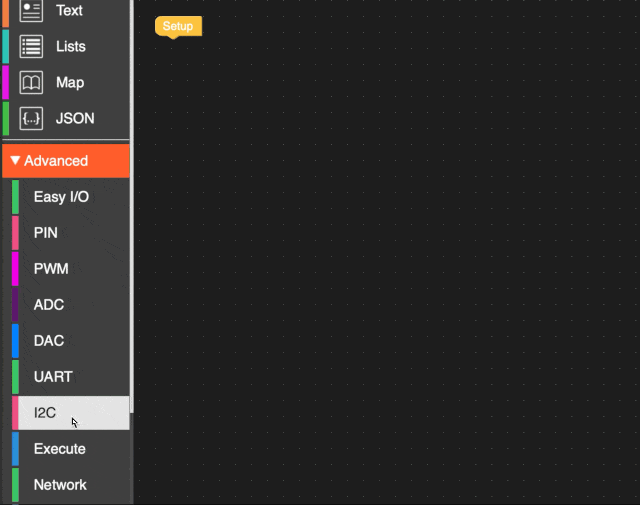 Text
Setup
Lists
Map
{...} JSON
Advanced
Easy I/O
PIN
PWM
ADC
DAC
UART
I2C
Execute
Network